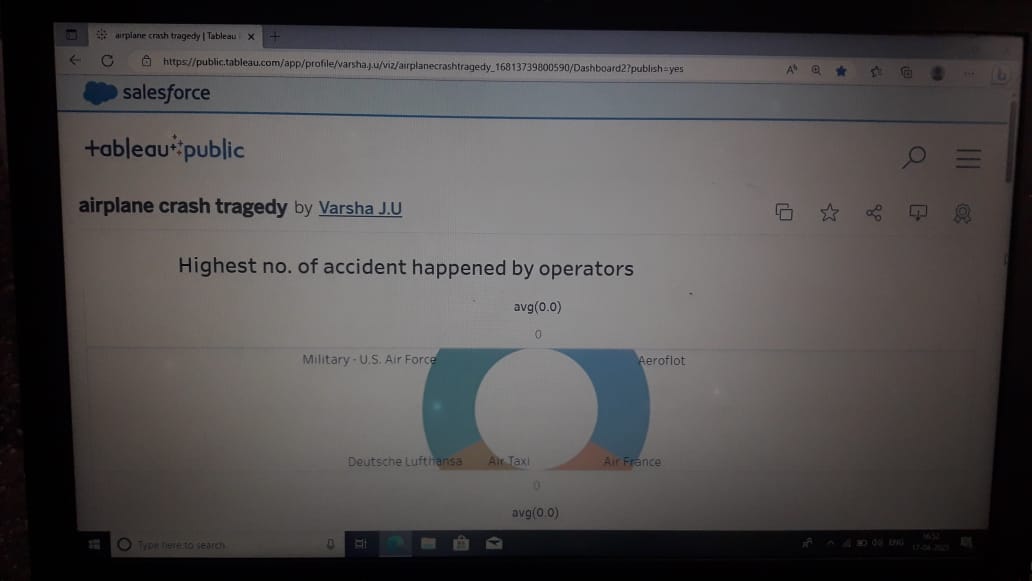 airplane crash tragedy | Tableau
https://public.tableau.com/app/profile/varsha.j.u/viz/airplanecrashtragedy_16813739800590/Dashboard2?publish=yes
salesforce
+ableau public
airplane crash tragedy by Varsha J.U
Highest no. of accident happened by operators
avg(0.0)
0
Military - U.S. Air Force
Aeroflot
Deutsche Lufthansa
Air Taxi
Air France
0
avg(0.0)
Type here to search
ENG
16:52
17-04-2023